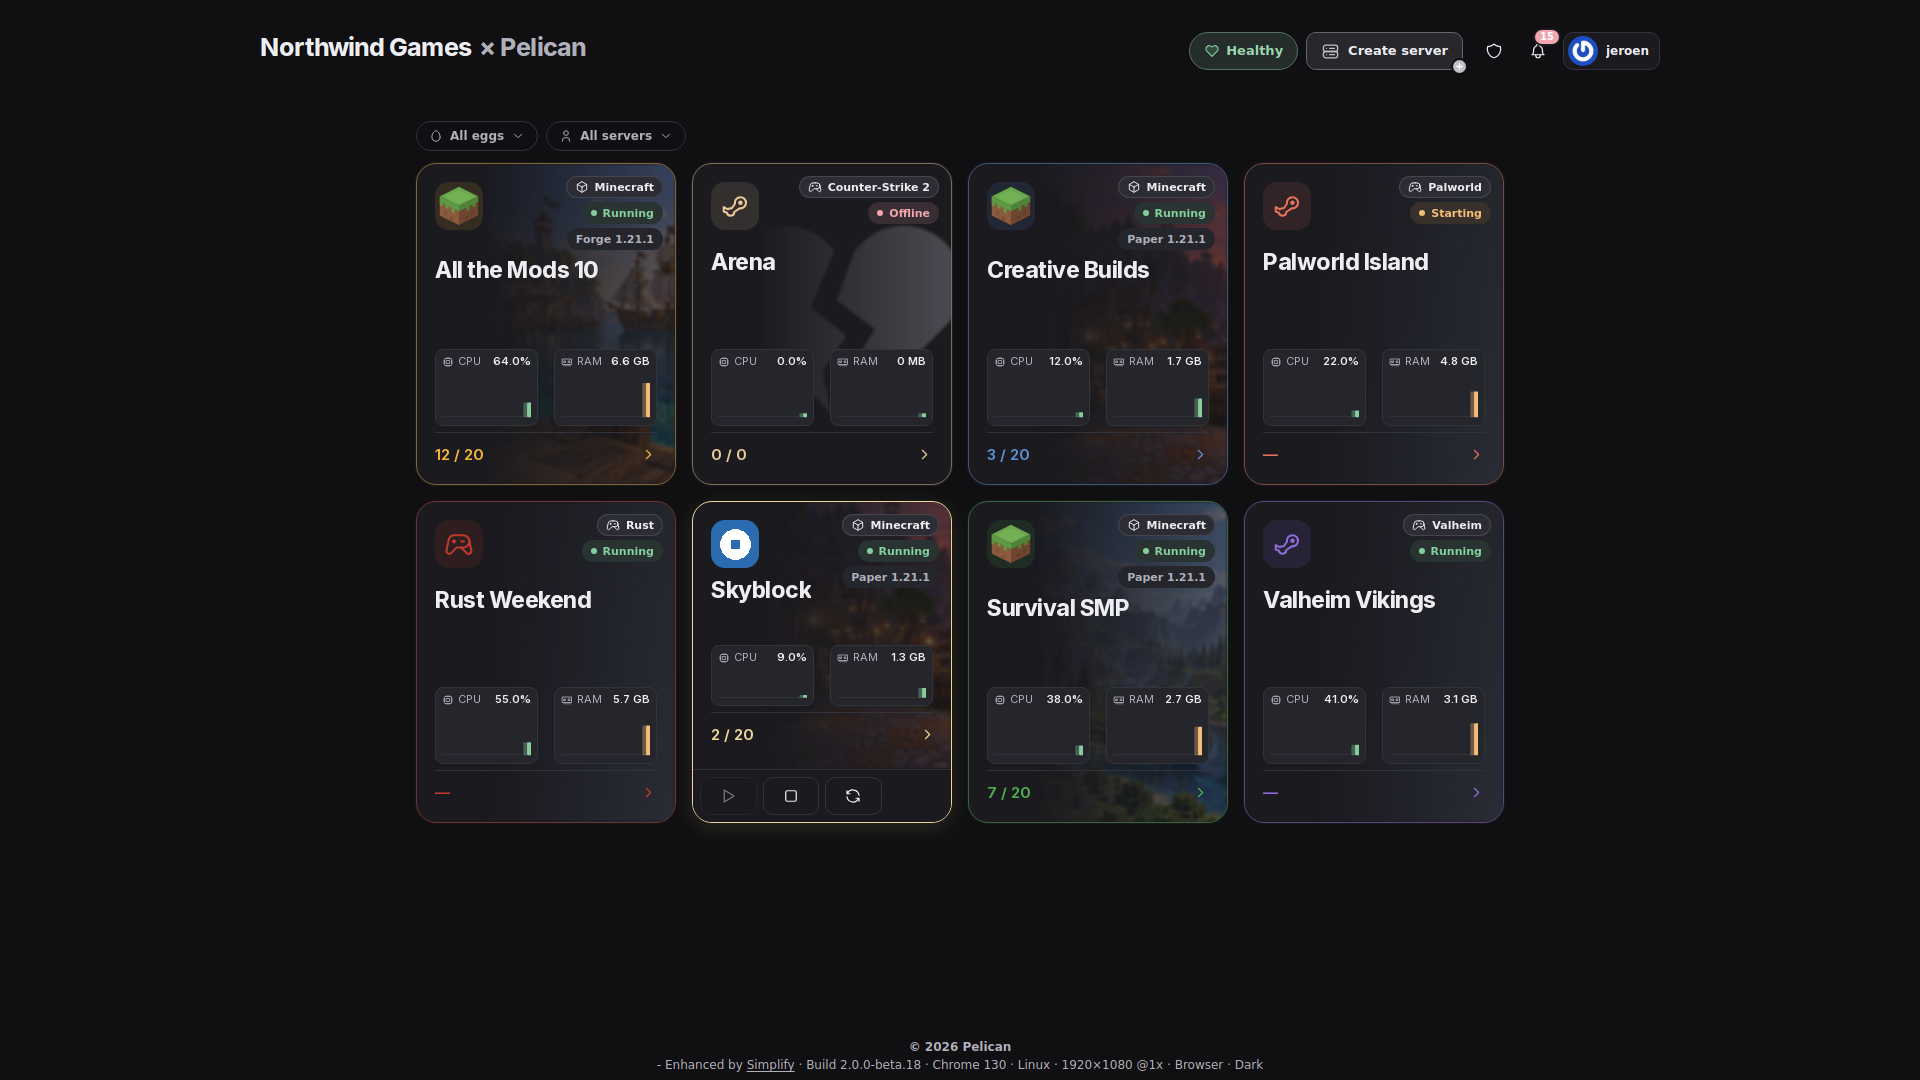 Northwind Games × Pelican
Healthy
Create server
15
jeroen
All eggs
All servers
Minecraft
Running
Forge 1.21.1
All the Mods 10
CPU 64.0%
RAM 6.6 GB
12 / 20
Counter-Strike 2
Offline
Arena
CPU 0.0%
RAM 0 MB
0 / 0
Minecraft
Running
Paper 1.21.1
Creative Builds
CPU 12.0%
RAM 1.7 GB
3 / 20
Palworld
Starting
Palworld Island
CPU 22.0%
RAM 4.8 GB
—
Rust
Running
Rust Weekend
CPU 55.0%
RAM 5.7 GB
—
Minecraft
Running
Paper 1.21.1
Skyblock
CPU 9.0%
RAM 1.3 GB
2 / 20
Minecraft
Running
Paper 1.21.1
Survival SMP
CPU 38.0%
RAM 2.7 GB
7 / 20
Valheim
Running
Valheim Vikings
CPU 41.0%
RAM 3.1 GB
—
© 2026 Pelican
- Enhanced by Simplify · Build 2.0.0-beta.18 · Chrome 130 · Linux · 1920×1080 @1x · Browser · Dark